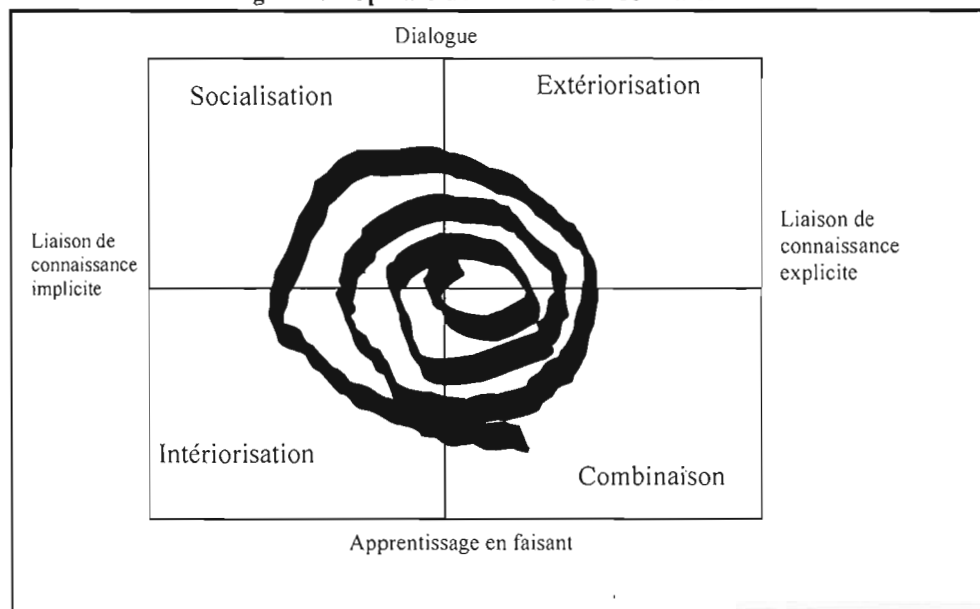 Dialogue
Socialisation
Extériorisation
Liaison de
connaissance
implicite
Liaison de
connaissance
explicite
Intériorisation
Combinaison
Apprentissage en faisant